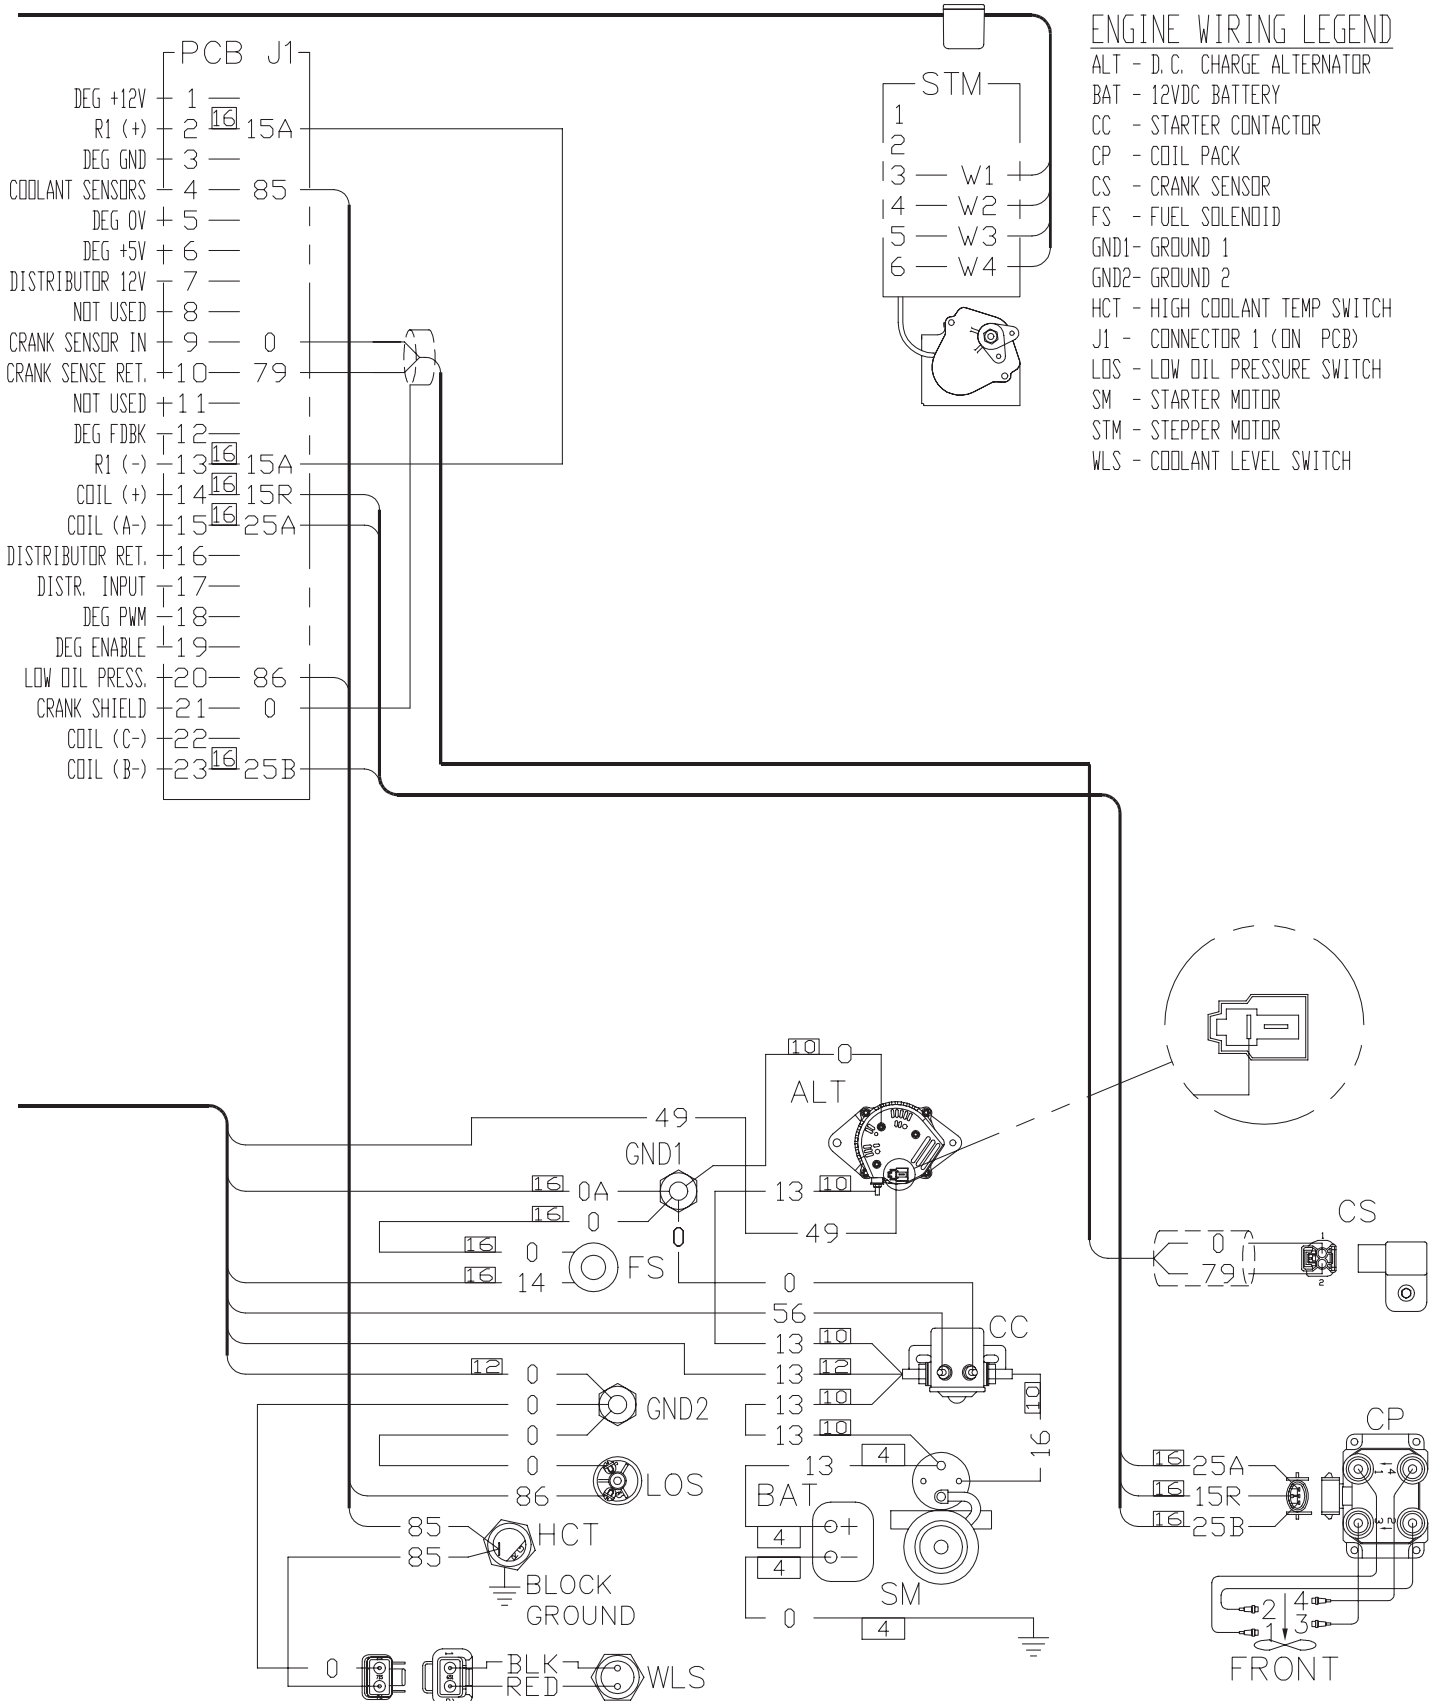 PCB J1
DEG +12V 1
R1 (+) 2 16 15A
DEG GND 3
COOLANT SENSORS 4 85
DEG 0V 5
DEG +5V 6
DISTRIBUTOR 12V 7
NOT USED 8
CRANK SENSOR IN 9 0
CRANK SENSE RET. 10 79
NOT USED 11
DEG FDBK 12
R1 (-) 13 16 15A
COIL (+) 14 16 15R
COIL (A-) 15 16 25A
DISTRIBUTOR RET. 16
DISTR. INPUT 17
DEG PWM 18
DEG ENABLE 19
LOW OIL PRESS. 20 86
CRANK SHIELD 21 0
COIL (C-) 22
COIL (B-) 23 16 25B
STM
1
2
3 W1
4 W2
5 W3
6 W4
ENGINE WIRING LEGEND
ALT - D.C. CHARGE ALTERNATOR
BAT - 12VDC BATTERY
CC - STARTER CONTACTOR
CP - COIL PACK
CS - CRANK SENSOR
FS - FUEL SOLENOID
GND1- GROUND 1
GND2- GROUND 2
HCT - HIGH COOLANT TEMP SWITCH
J1 - CONNECTOR 1 (ON PCB)
LOS - LOW OIL PRESSURE SWITCH
SM - STARTER MOTOR
STM - STEPPER MOTOR
WLS - COOLANT LEVEL SWITCH
10 0
ALT
49
GND1
16 0A
13 10
16 0
0
49
16 0
FS
16 14
0
56
CC
13 10
12 0
13 12
0
GND2
13 10
10
0
13 10
16
0
LOS
13 4
86
BAT
+
4
-
4
SM
85
HCT
85
BLOCK
GROUND
0 4
0
BLK
RED
WLS
CS
0
79
1
2
CP
16 25A
16 15R
16 25B
1 4
3 2
2 4
1 3
FRONT